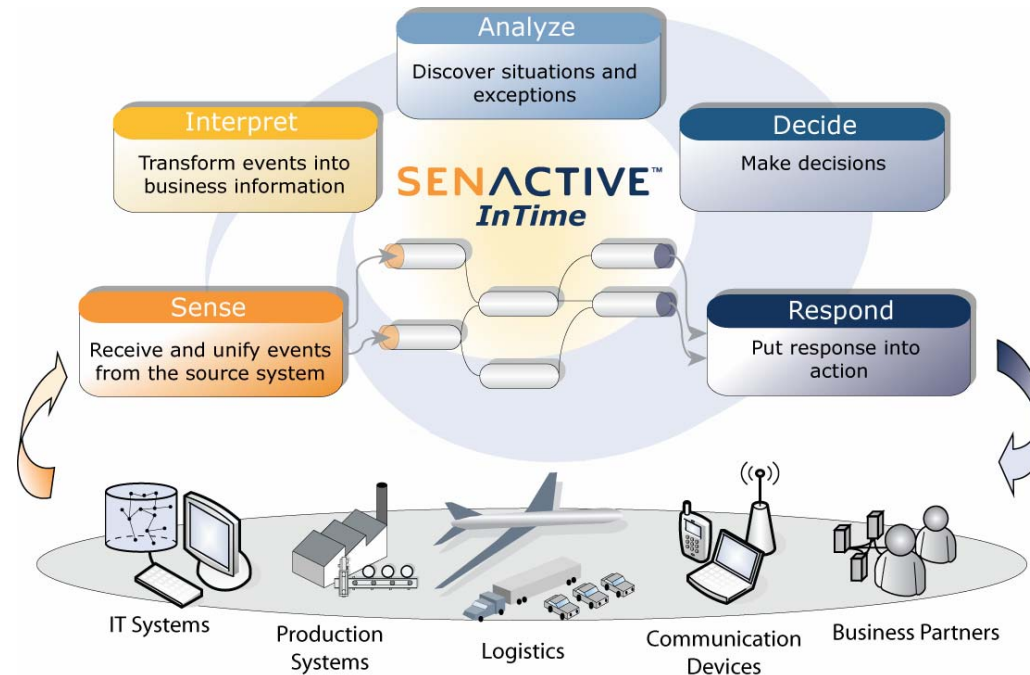 Analyze
Discover situations and
exceptions
Interpret
Transform events into
business information
Decide
Make decisions
SENACTIVE™
InTime
Sense
Receive and unify events
from the source system
Respond
Put response into
action
IT Systems
Production
Systems
Logistics
Communication
Devices
Business Partners